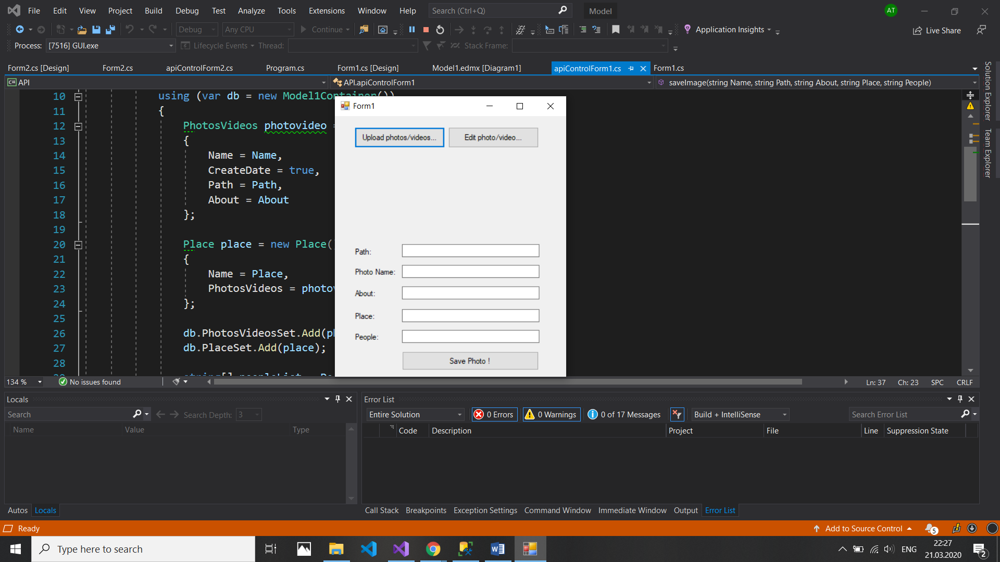 File Edit View Project Build Debug Test Analyze Tools Extensions Window Help Search (Ctrl+Q) Model AT
Debug Any CPU Continue Application Insights Live Share
Process: [7516] GUI.exe Lifecycle Events Thread: Stack Frame:
Form2.cs [Design] Form2.cs apiControlForm2.cs Program.cs Form1.cs [Design] Model1.edmx [Diagram1] apiControlForm1.cs Form1.cs
C# API API.apiControlForm1 saveImage(string Name, string Path, string About, string Place, string People)
Solution Explorer
Team Explorer
10 using (var db = new Model1Container())
11 {
12 PhotosVideos photovideo =
13 {
14 Name = Name,
15 CreateDate = true,
16 Path = Path,
17 About = About
18 };
19
20 Place place = new Place(
21 {
22 Name = Place,
23 PhotosVideos = photov
24 };
25
26 db.PhotosVideosSet.Add(ph
27 db.PlaceSet.Add(place);
28
Form1
Upload photos/videos... Edit photo/video...
Path:
Photo Name:
About:
Place:
People:
Save Photo !
134 % No issues found Ln: 37 Ch: 23 SPC CRLF
Locals
Search Search Depth: 3
Name Value Type
Autos Locals
Error List
Entire Solution 0 Errors 0 Warnings 0 of 17 Messages Build + IntelliSense Search Error List
Code Description Project File Line Suppression State
Call Stack Breakpoints Exception Settings Command Window Immediate Window Output Error List
Ready Add to Source Control 5
Type here to search ENG 22:27
21.03.2020 2